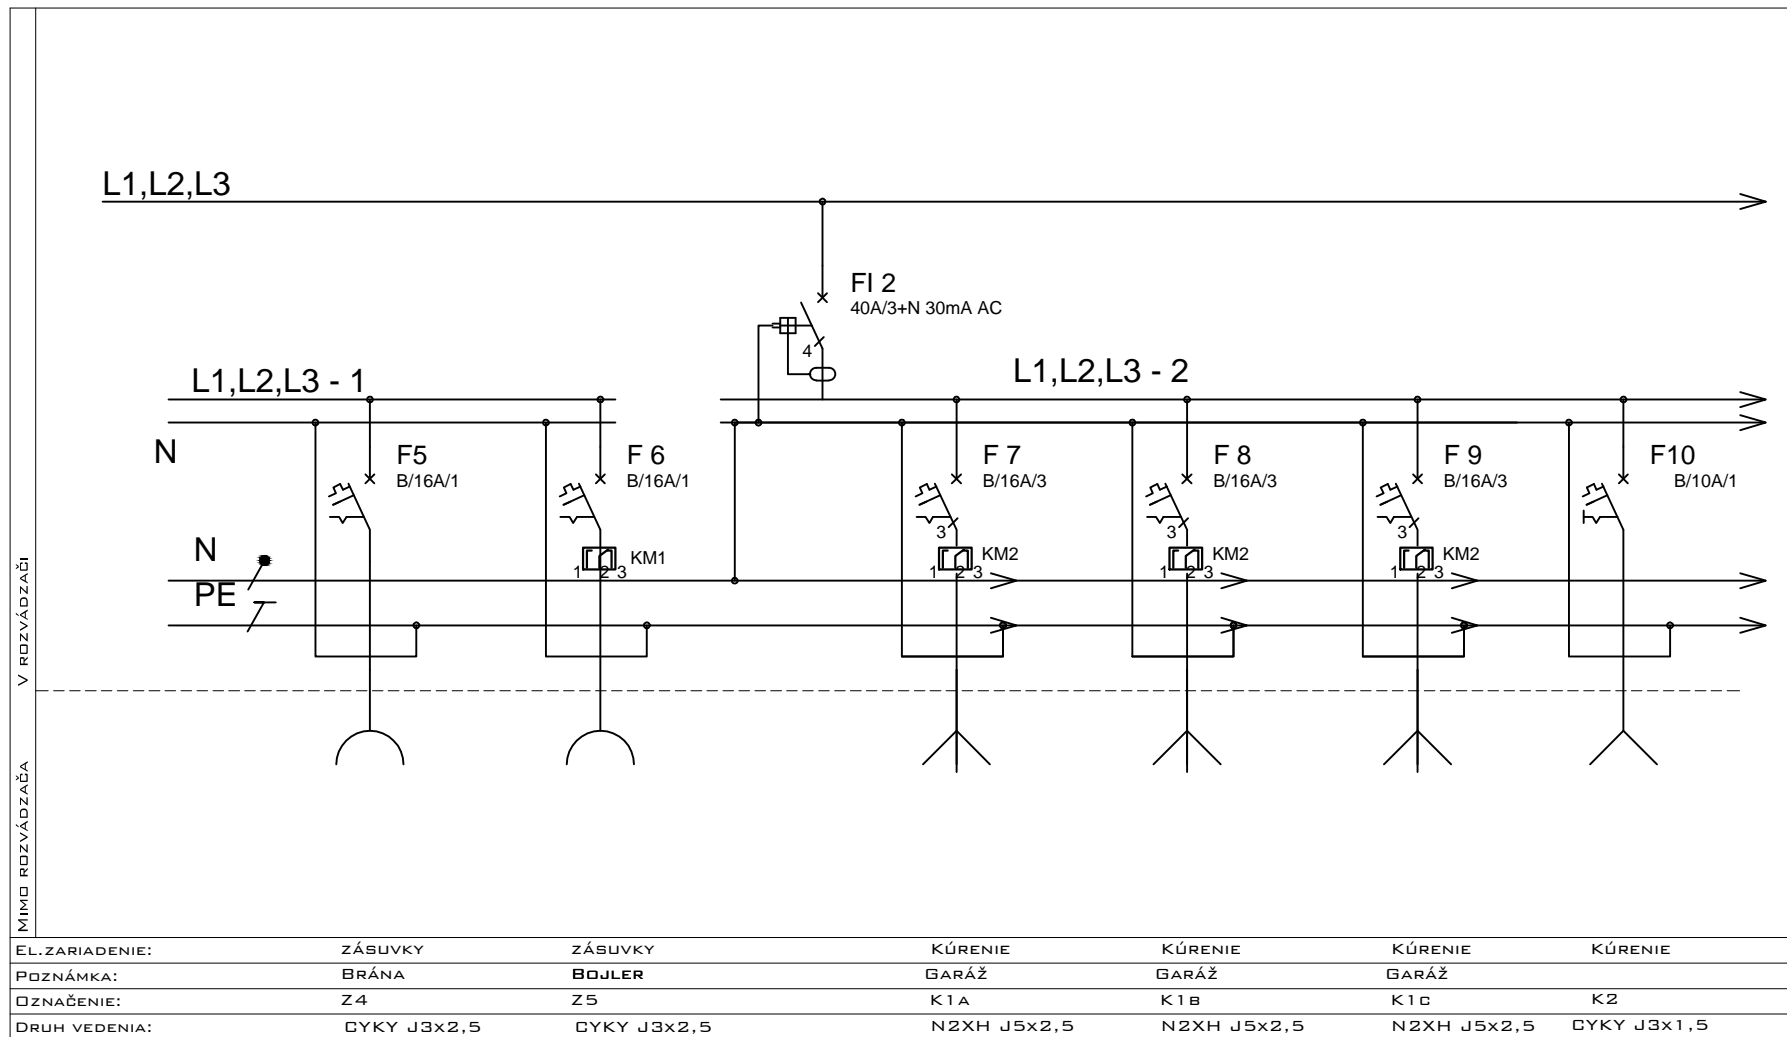 L1,L2,L3
FI 2
40A/3+N 30mA AC
4
L1,L2,L3 - 1
L1,L2,L3 - 2
N
F5
B/16A/1
F 6
B/16A/1
F 7
B/16A/3
F 8
B/16A/3
F 9
B/16A/3
F10
B/10A/1
3
3
3
N
KM1
1 2 3
KM2
1 2 3
KM2
1 2 3
KM2
1 2 3
PE
V ROZVÁDZAČI
MIMO ROZVÁDZAČA
EL.ZARIADENIE: ZÁSUVKY ZÁSUVKY KÚRENIE KÚRENIE KÚRENIE KÚRENIE
POZNÁMKA: BRÁNA BOJLER GARÁŽ GARÁŽ GARÁŽ
OZNAČENIE: Z4 Z5 K1A K1B K1C K2
DRUH VEDENIA: CYKY J3x2,5 CYKY J3x2,5 N2XH J5x2,5 N2XH J5x2,5 N2XH J5x2,5 CYKY J3x1,5